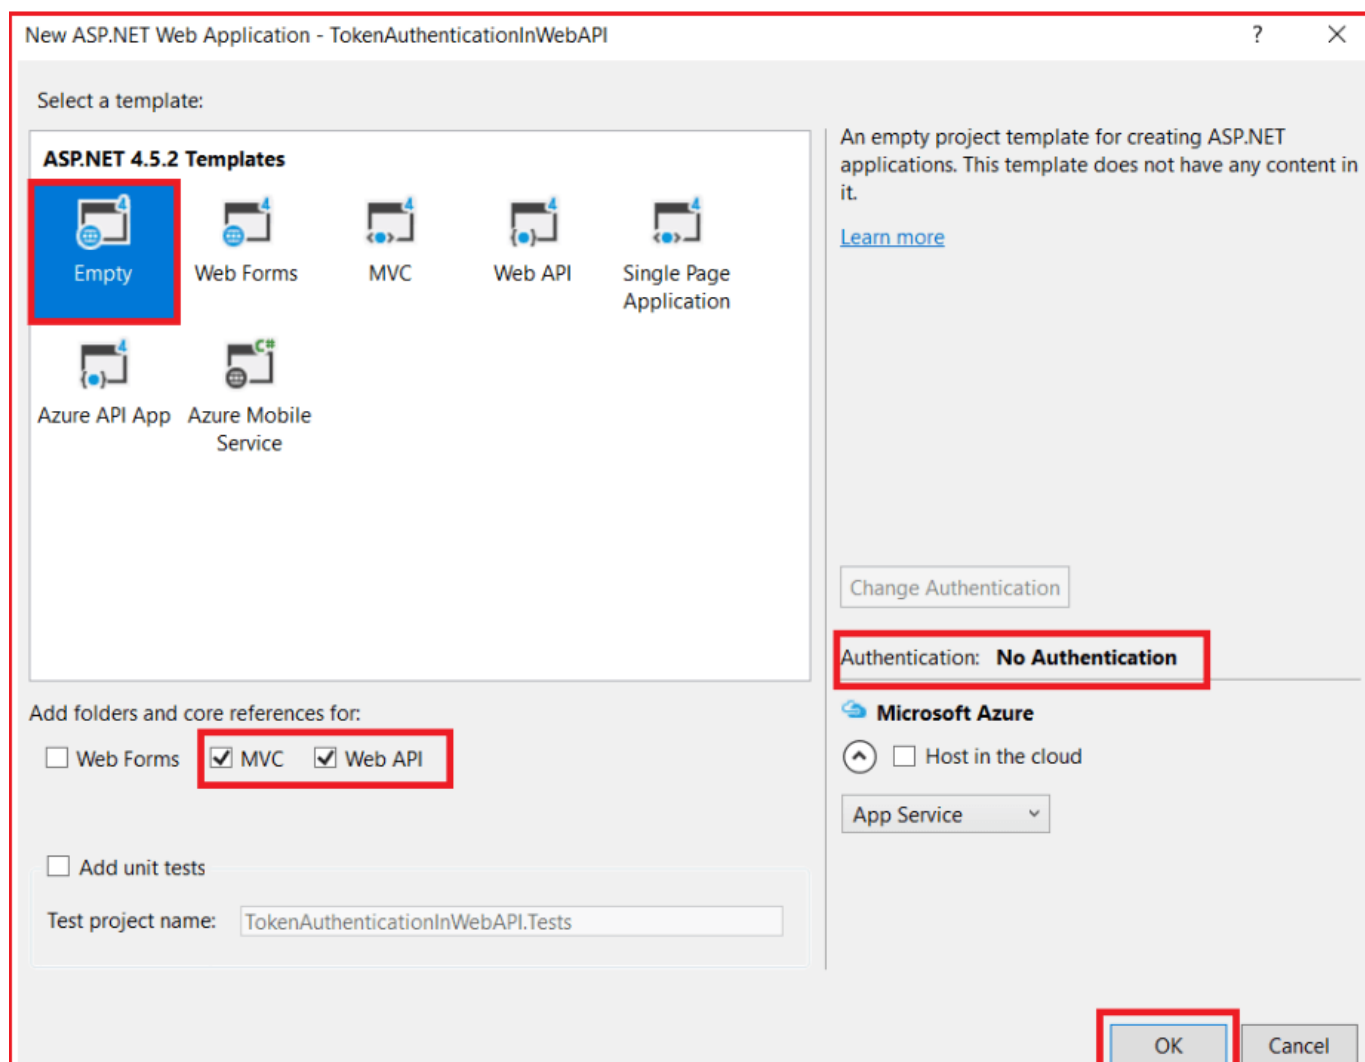 New ASP.NET Web Application - TokenAuthenticationInWebAPI
?
Select a template:
ASP.NET 4.5.2 Templates
Empty
Web Forms
MVC
Web API
Single Page
Application
Azure API App
Azure Mobile
Service
An empty project template for creating ASP.NET
applications. This template does not have any content in
it.
Learn more
Change Authentication
Authentication: No Authentication
Add folders and core references for:
Web Forms
MVC
Web API
Microsoft Azure
Host in the cloud
App Service
Add unit tests
Test project name: TokenAuthenticationInWebAPI.Tests
OK
Cancel